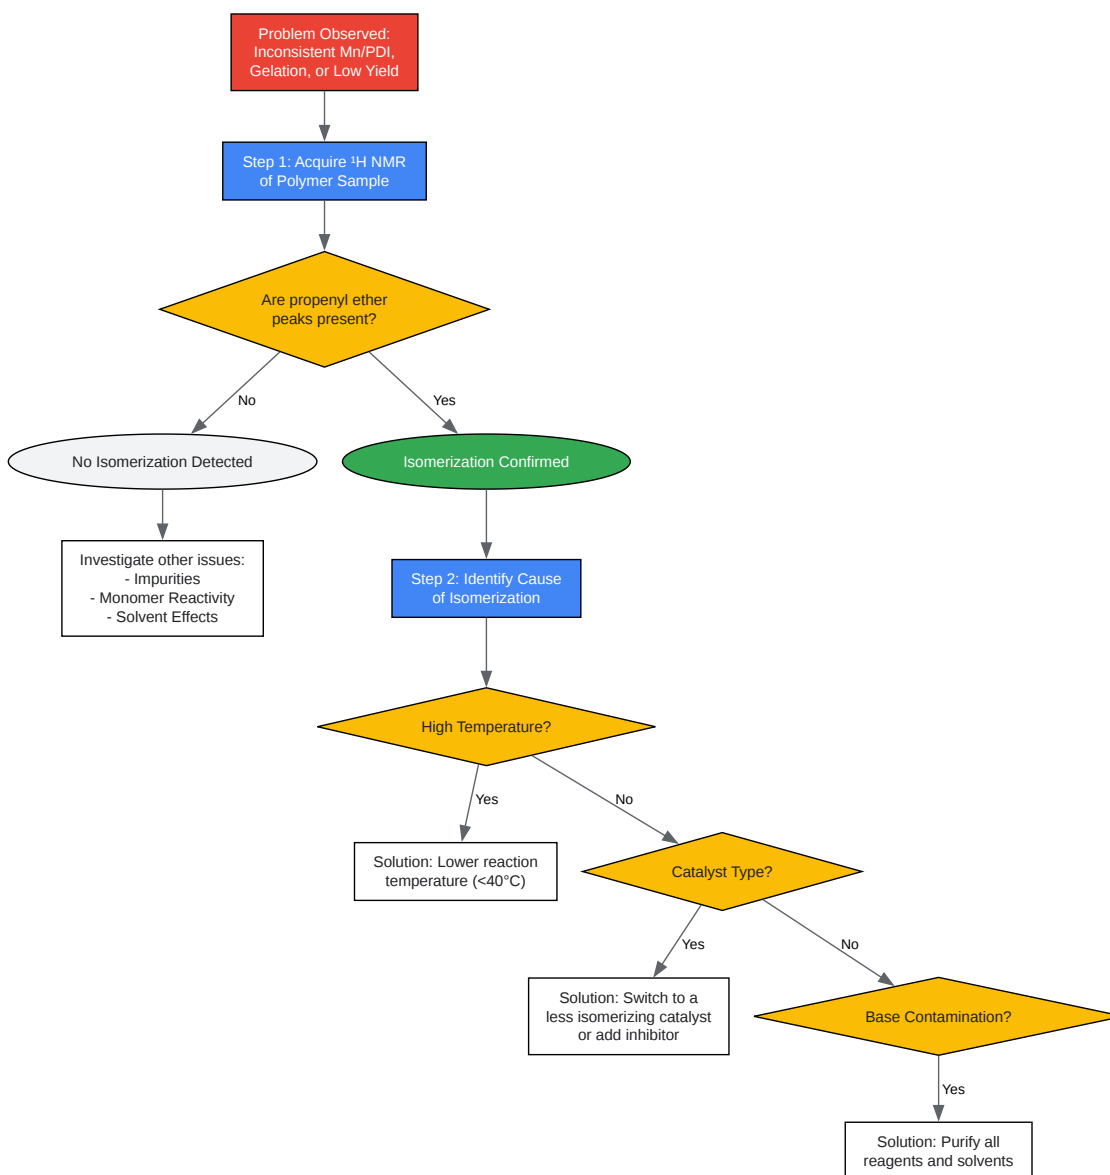 Problem Observed:
Inconsistent Mn/PDI,
Gelation, or Low Yield
Step 1: Acquire ¹H NMR
of Polymer Sample
Are propenyl ether
peaks present?
No
Yes
No Isomerization Detected
Isomerization Confirmed
Investigate other issues:
- Impurities
- Monomer Reactivity
- Solvent Effects
Step 2: Identify Cause
of Isomerization
High Temperature?
Yes
No
Solution: Lower reaction
temperature (<40°C)
Catalyst Type?
Yes
No
Solution: Switch to a
less isomerizing catalyst
or add inhibitor
Base Contamination?
Yes
Solution: Purify all
reagents and solvents